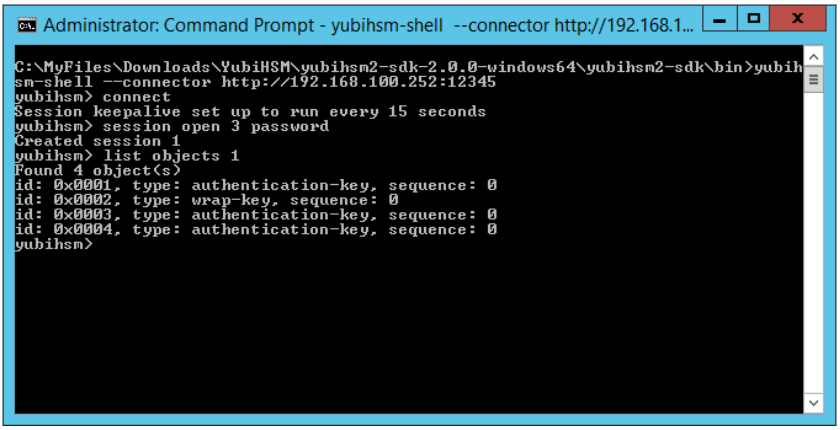 Administrator: Command Prompt - yubihsm-shell --connector http://192.168.1...
C:\MyFiles\Downloads\YubiHSM\yubihsm2-sdk-2.0.0-windows64\yubihsm2-sdk\bin>yubih
sm-shell --connector http://192.168.100.252:12345
yubihsm> connect
Session keepalive set up to run every 15 seconds
yubihsm> session open 3 password
Created session 1
yubihsm> list objects 1
Found 4 object(s)
id: 0x0001, type: authentication-key, sequence: 0
id: 0x0002, type: wrap-key, sequence: 0
id: 0x0003, type: authentication-key, sequence: 0
id: 0x0004, type: authentication-key, sequence: 0
yubihsm>